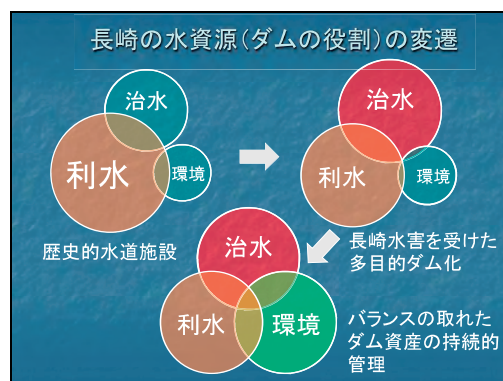 長崎の水資源(ダムの役割)の変遷
治水
利水
環境
歴史的水道施設
治水
利水
環境
長崎水害を受けた
多目的ダム化
治水
利水
環境
バランスの取れた
ダム資産の持続的
管理